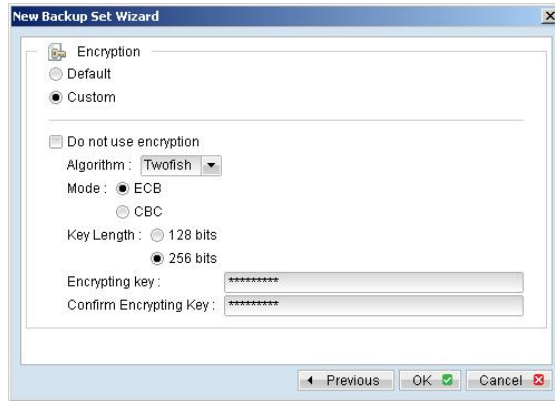 New Backup Set Wizard
Encryption
Default
Custom
Do not use encryption
Algorithm : Twofish
Mode : ECB
CBC
Key Length : 128 bits
256 bits
Encrypting key : *********
Confirm Encrypting Key : *********
Previous OK Cancel